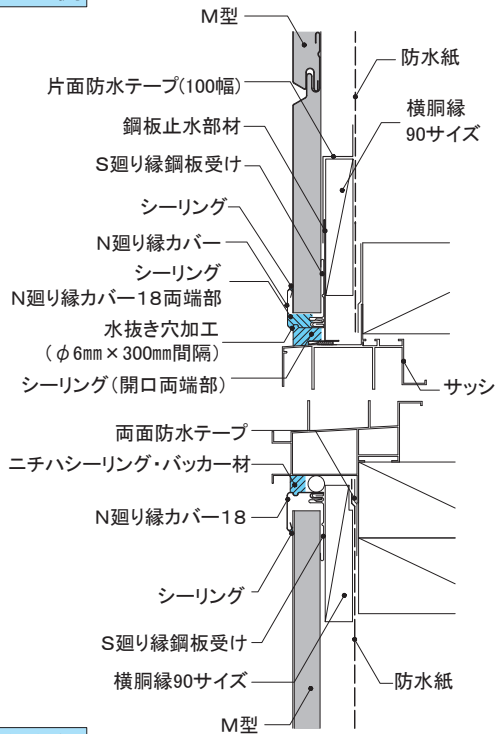 M型
防水紙
片面防水テープ(100幅)
横胴縁
90サイズ
鋼板止水部材
S廻り縁鋼板受け
シーリング
N廻り縁カバー
シーリング
N廻り縁カバー18両端部
水抜き穴加工
(φ6mm×300mm間隔)
シーリング(開口両端部)
サッシ
両面防水テープ
ニチハシーリング・バッカー材
N廻り縁カバー18
シーリング
S廻り縁鋼板受け
横胴縁90サイズ
防水紙
M型